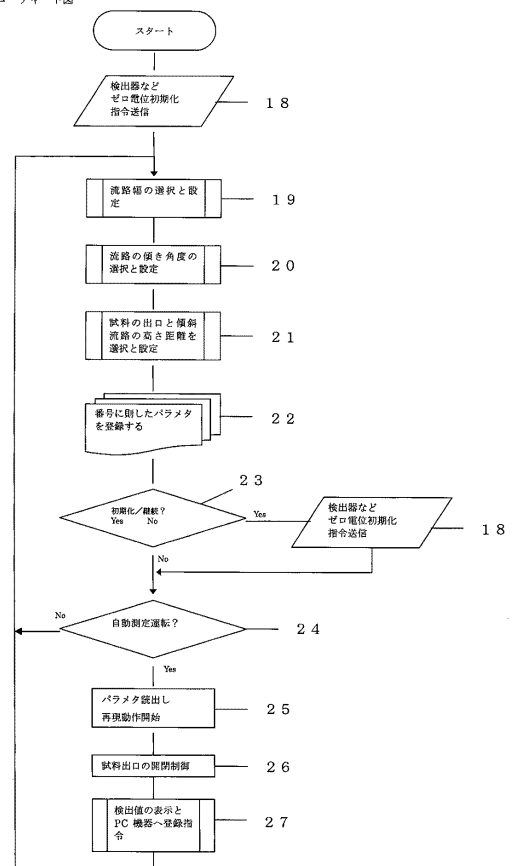 スタート
検出器など
ゼロ電位初期化
指令送信
18
流路幅の選択と設
定
19
流路の傾き角度の
選択と設定
20
試料の出口と傾斜
流路の高さ距離を
選択と設定
21
番号に則したパラメタ
を登録する
22
23
初期化/継続?
Yes No
Yes
検出器など
ゼロ電位初期化
指令送信
18
No
No
自動測定運転?
24
Yes
パラメタ読出し
再現動作開始
25
試料出口の開閉制御
26
検出値の表示と
PC 機器へ登録指
令
27